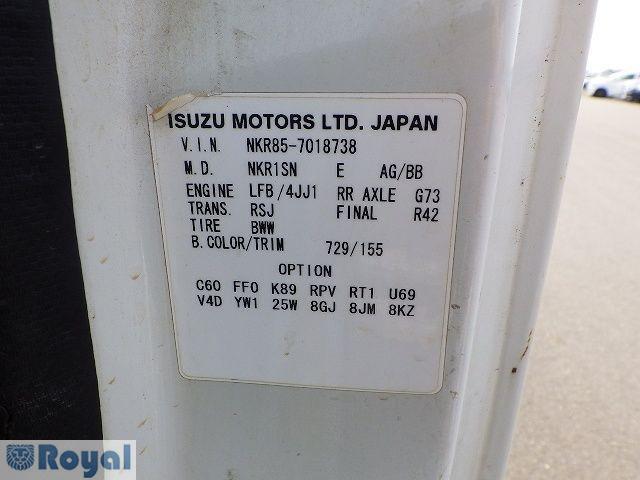 ISUZU MOTORS LTD. JAPAN
V.I.N. NKR85-7018738
M.D. NKR1SN E AG/BB
ENGINE LFB/4JJ1 RR AXLE G73
TRANS. RSJ FINAL R42
TIRE BWW
B.COLOR/TRIM 729/155
OPTION
C60 FF0 K89 RPV RT1 U69
V4D YW1 25W 8GJ 8JM 8KZ
Royal